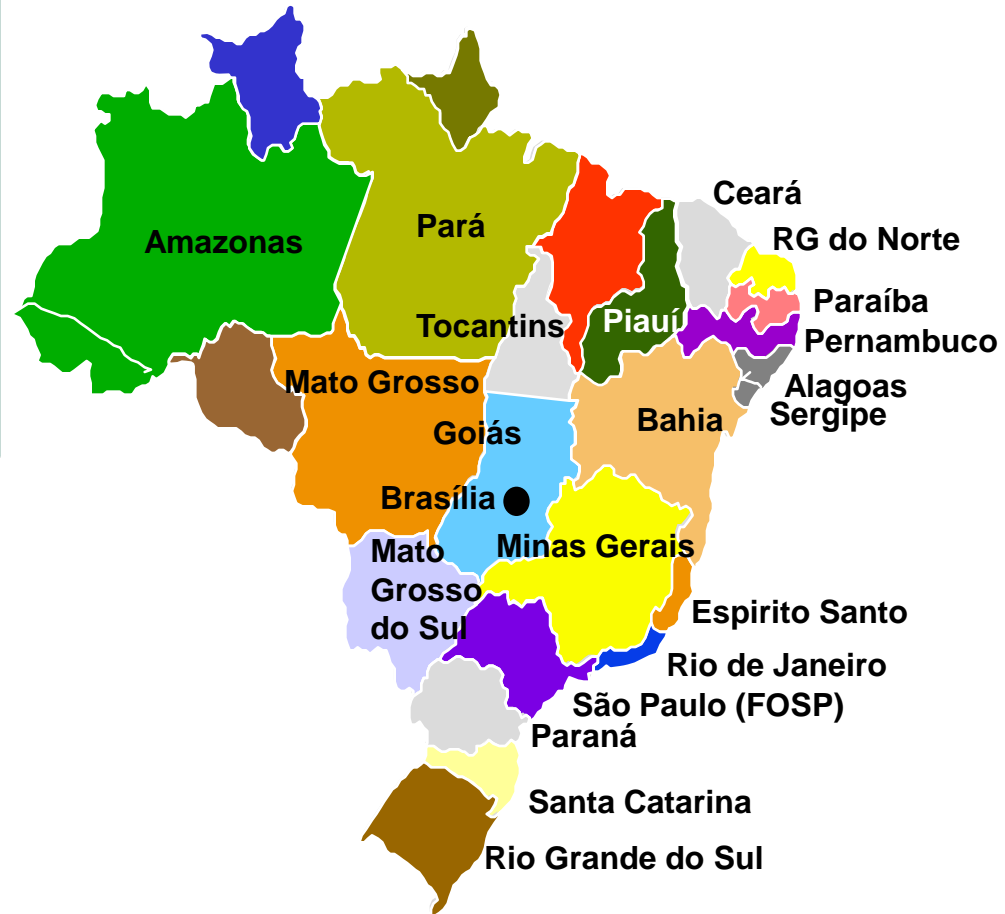 Ceará
RG do Norte
Amazonas
Pará
Paraíba
Tocantins
Piauí
Pernambuco
Mato Grosso
Alagoas
Sergipe
Bahia
Goiás
Brasília
Minas Gerais
Mato
Grosso
do Sul
Espirito Santo
Rio de Janeiro
São Paulo (FOSP)
Paraná
Santa Catarina
Rio Grande do Sul